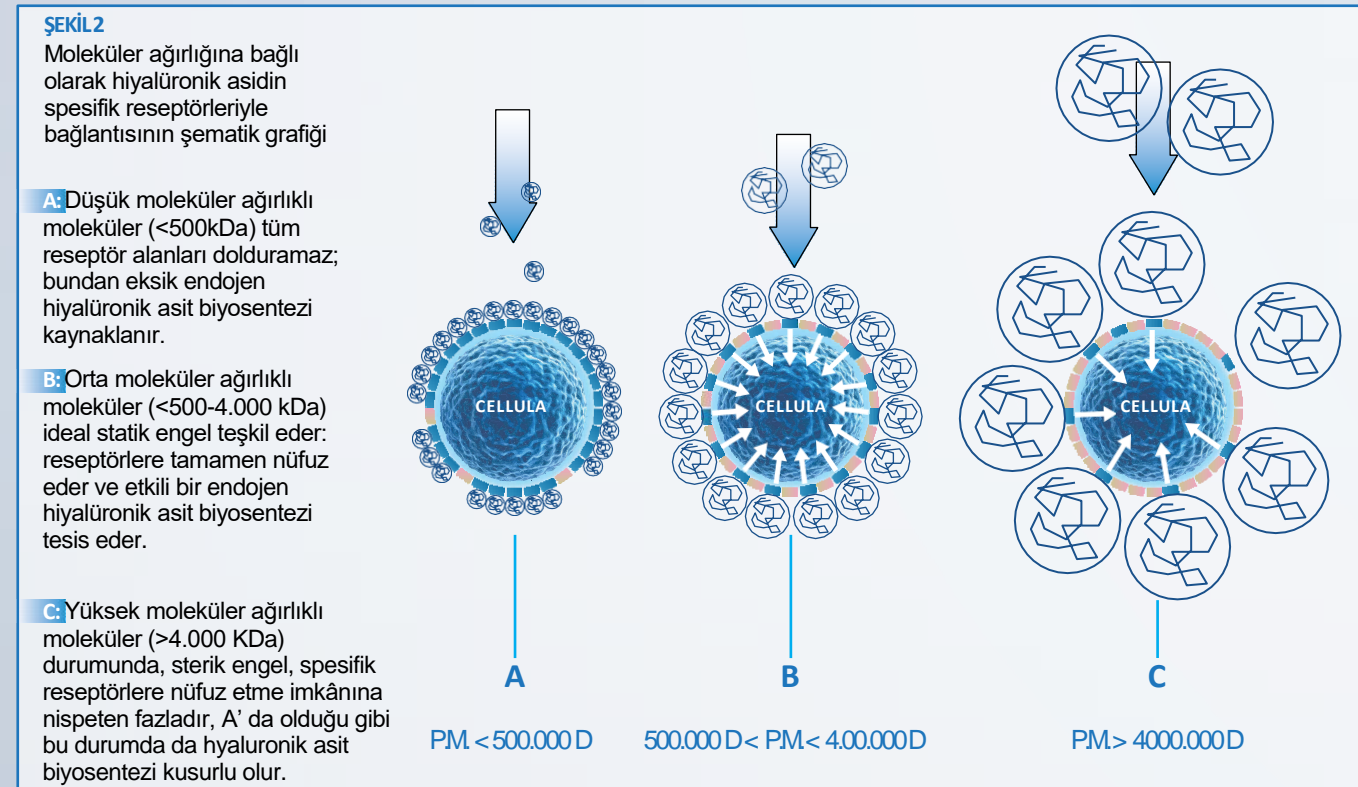 ŞEKİL2
Moleküler ağırlığına bağlı
olarak hiyalüronik asidin
spesifik reseptörleriyle
bağlantısının şematik grafiği
A: Düşük moleküler ağırlıklı
moleküler (<500kDa) tüm
reseptör alanları dolduramaz;
bundan eksik endojen
hiyalüronik asit biyosentezi
kaynaklanır.
B: Orta moleküler ağırlıklı
moleküler (<500-4.000 kDa)
ideal statik engel teşkil eder:
reseptörlere tamamen nüfuz
eder ve etkili bir endojen
hiyalüronik asit biyosentezi
tesis eder.
C: Yüksek moleküler ağırlıklı
moleküler (>4.000 KDa)
durumunda, sterik engel, spesifik
reseptörlere nüfuz etme imkânına
nispeten fazladır, A' da olduğu gibi
bu durumda da hyaluronik asit
biyosentezi kusurlu olur.
CELLULA
CELLULA
CELLULA
A
B
C
P.M. < 500.000 D
500.000 D < P.M. < 4.00.000 D
P.M. > 4000.000 D